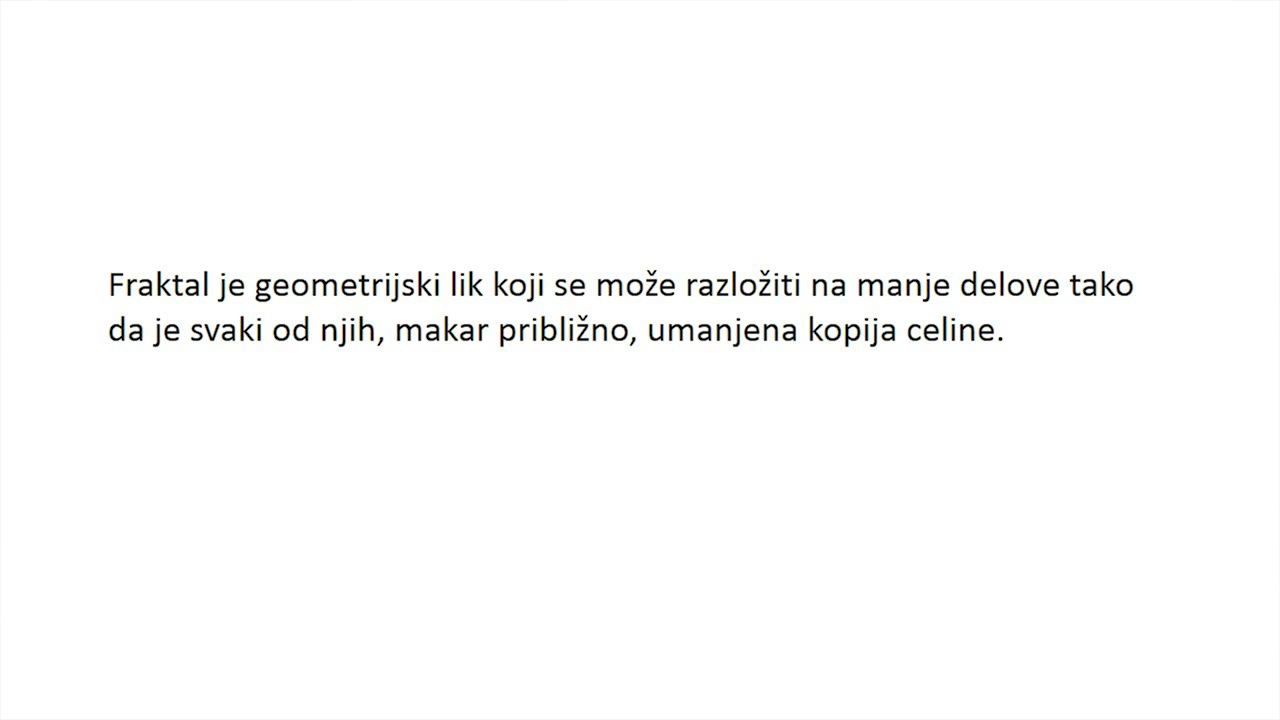 Fraktal je geometrijski lik koji se može razložiti na manje delove tako
da je svaki od njih, makar približno, umanjena kopija celine.